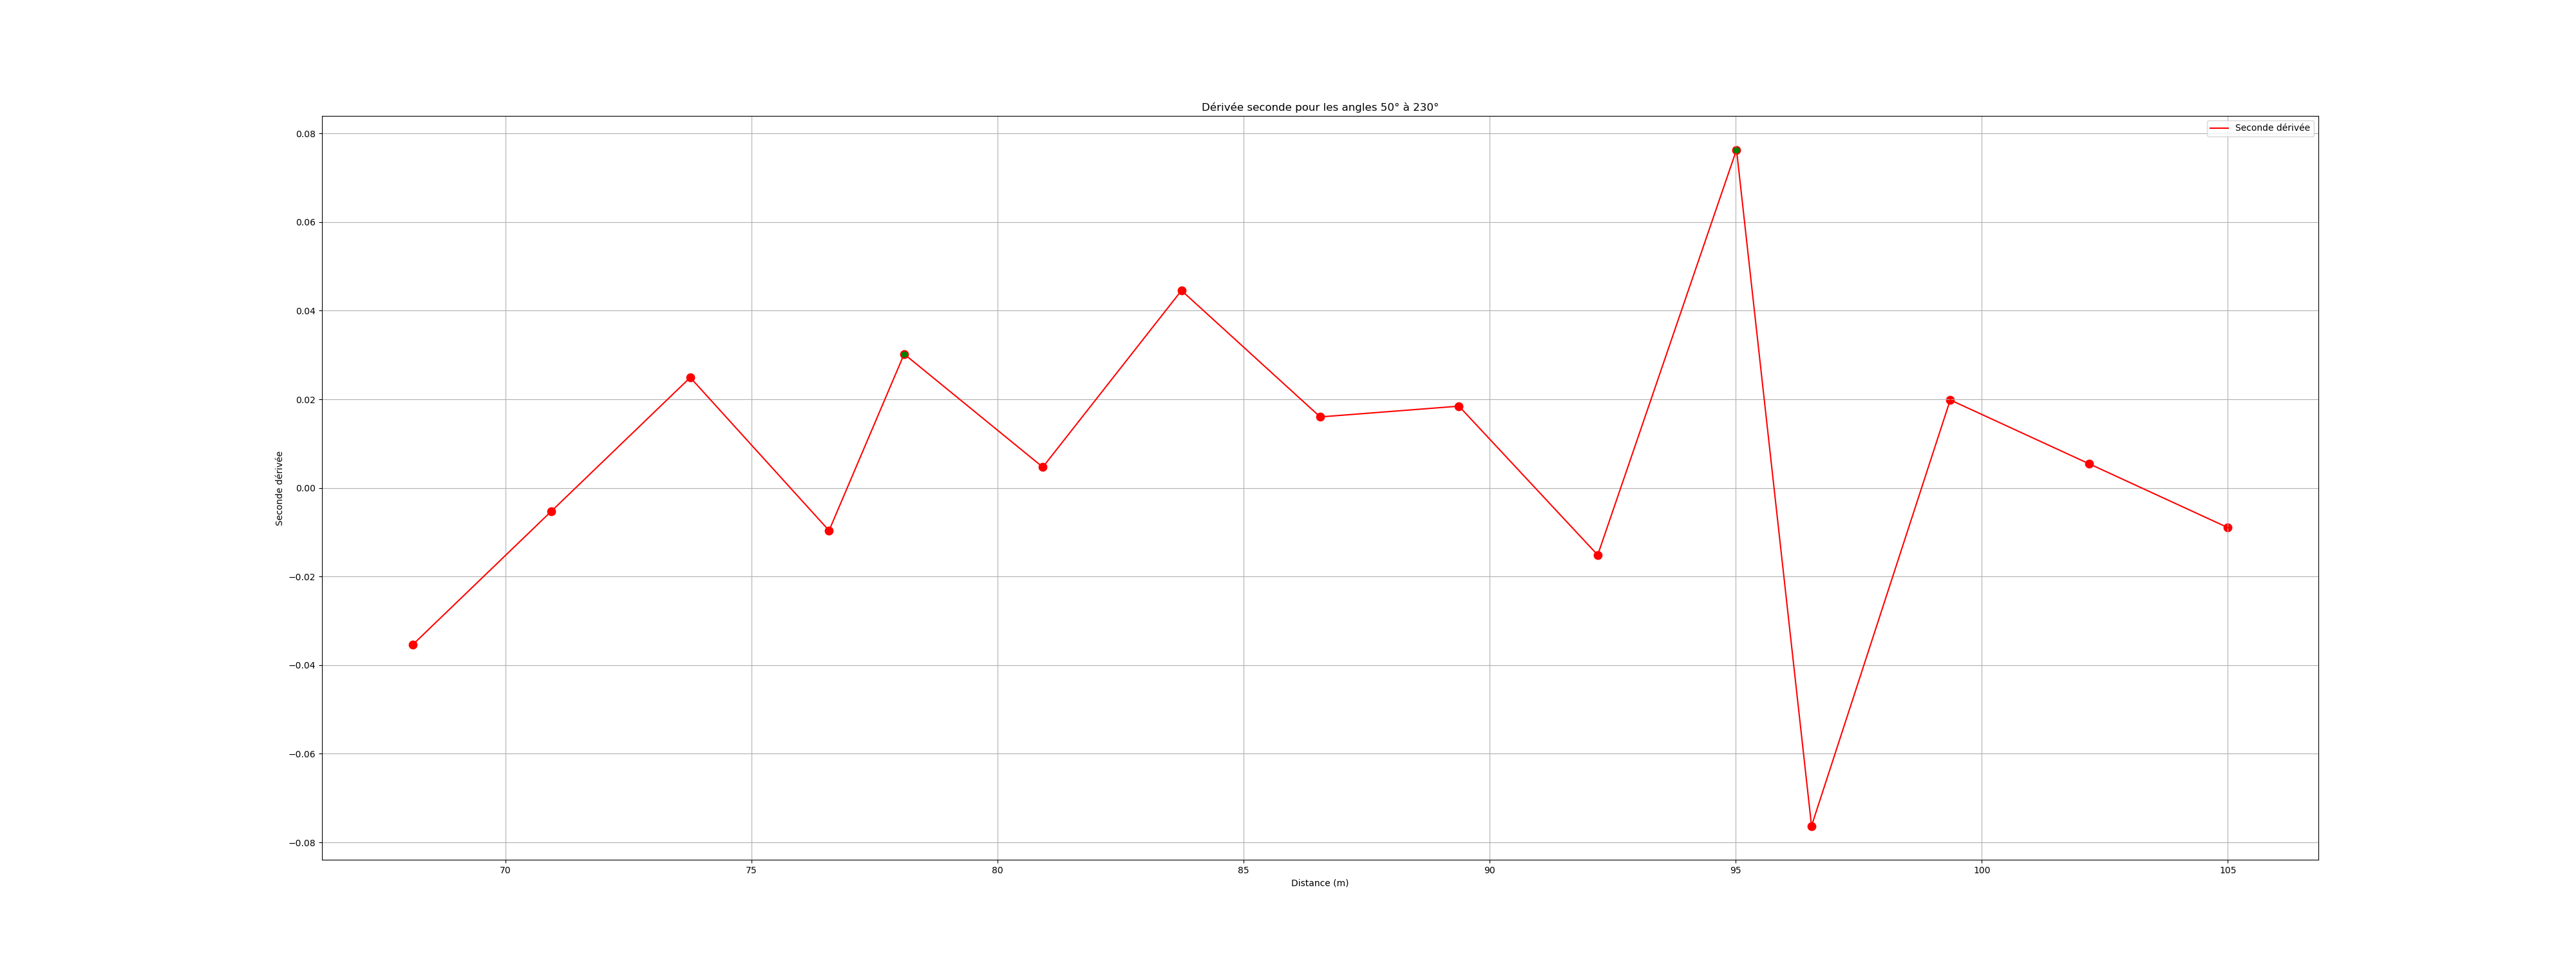 Dérivée seconde pour les angles 50° à 230°
Seconde dérivée
0.08
0.06
0.04
0.02
0.00
−0.02
−0.04
−0.06
−0.08
Seconde dérivée
70 75 80 85 90 95 100 105
Distance (m)